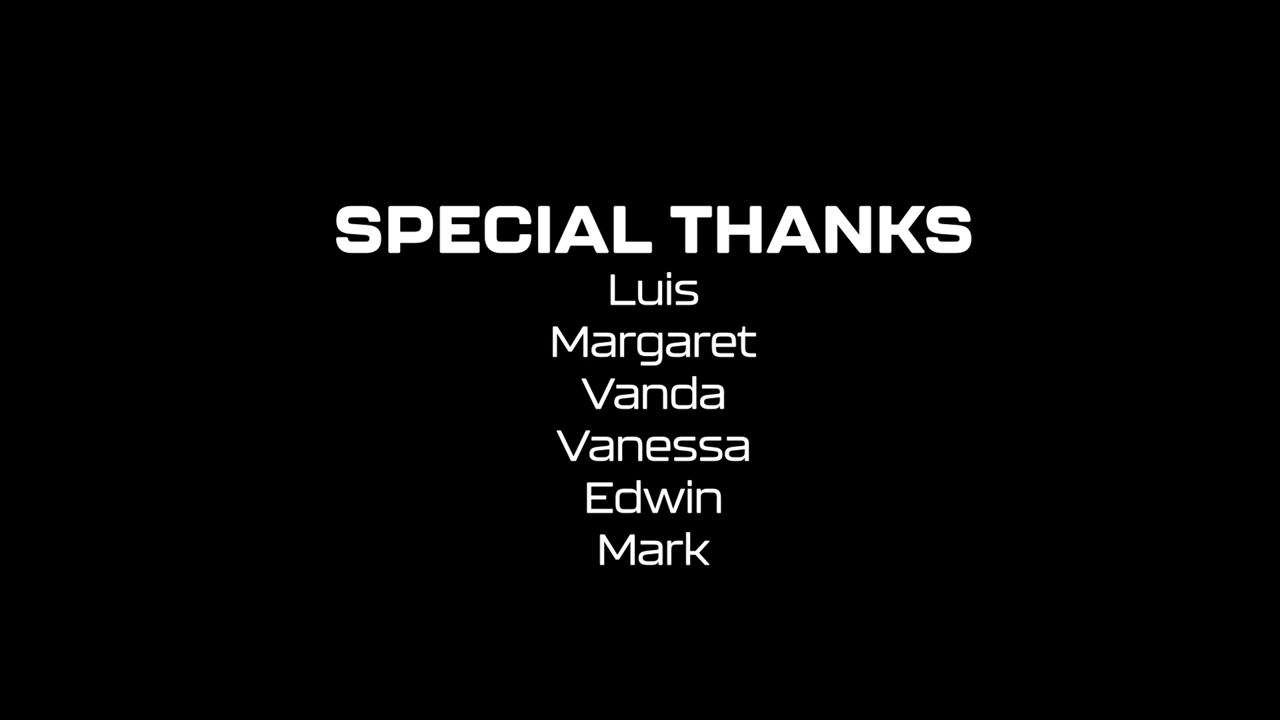 SPECIAL THANKS
Luis
Margaret
Vanda
Vanessa
Edwin
Mark